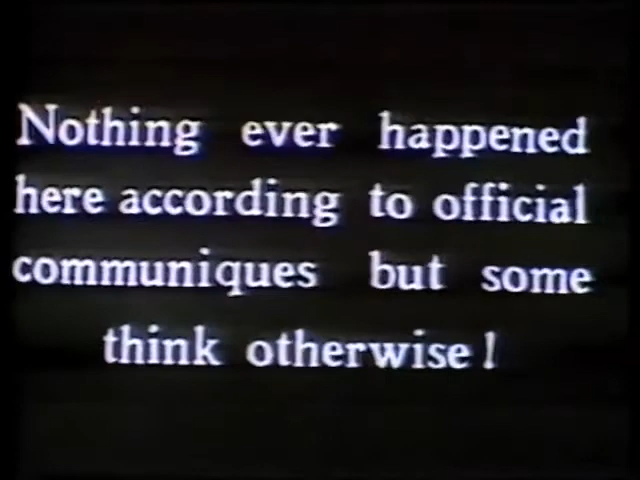 Nothing ever happened
here according to official
communiques but some
think otherwise!